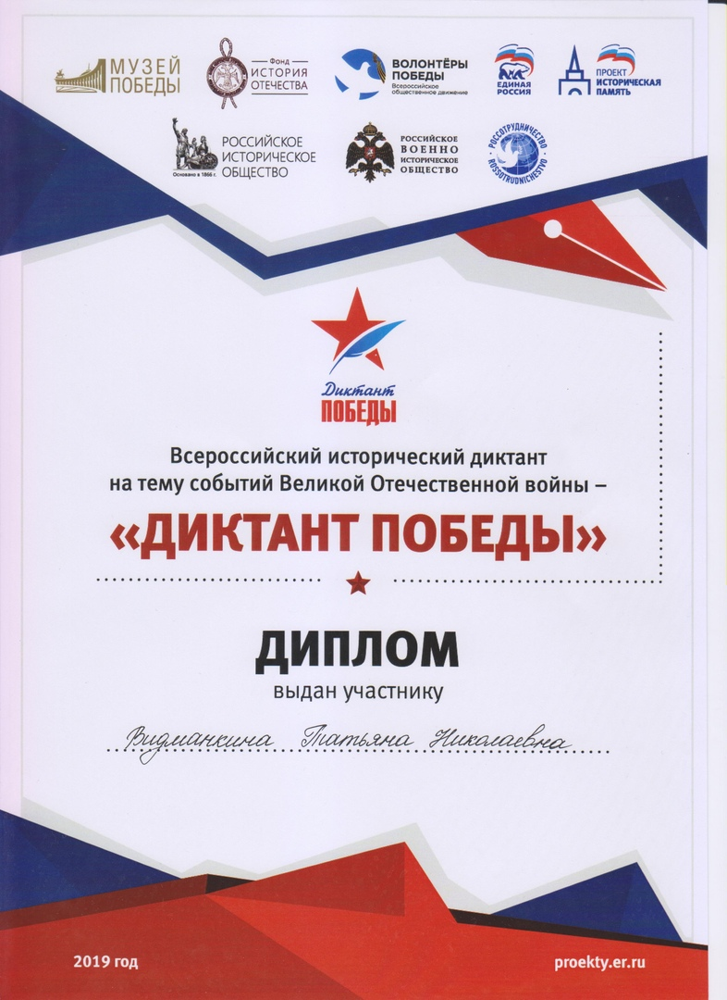 МУЗЕЙ
ПОБЕДЫ
Фонд
ИСТОРИЯ
ОТЕЧЕСТВА
ВОЛОНТЁРЫ
ПОБЕДЫ
Всероссийское
общественное движение
ЕДИНАЯ
РОССИЯ
ПРОЕКТ
ИСТОРИЧЕСКАЯ
ПАМЯТЬ
Основано в 1866 г.
РОССИЙСКОЕ
ИСТОРИЧЕСКОЕ
ОБЩЕСТВО
РОССИЙСКОЕ
ВОЕННО
ИСТОРИЧЕСКОЕ
ОБЩЕСТВО
РОССОТРУДНИЧЕСТВО
ROSSOTRUDNICHESTVO
Диктант
ПОБЕДЫ
Всероссийский исторический диктант
на тему событий Великой Отечественной войны –
«ДИКТАНТ ПОБЕДЫ»
ДИПЛОМ
выдан участнику
Видманкина Татьяна Николаевна
2019 год
proekty.er.ru